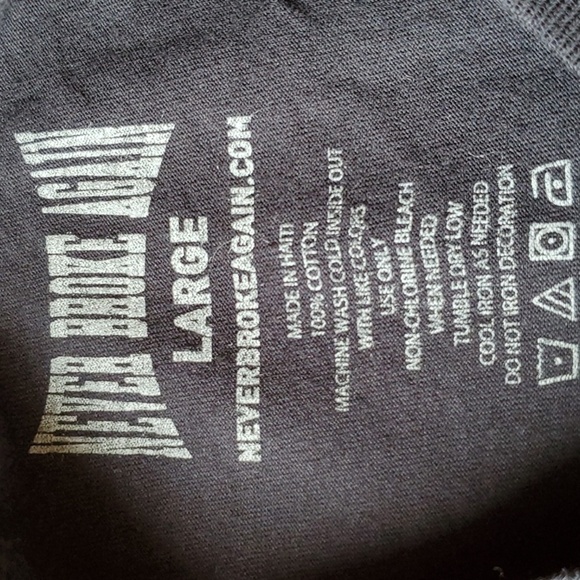 NEVER BROKE AGAIN
LARGE
NEVERBROKEAGAIN.COM
MADE IN HAITI
100% COTTON
MACHINE WASH COLD INSIDE OUT
WITH LIKE COLORS
USE ONLY
NON-CHLORINE BLEACH
WHEN NEEDED
TUMBLE DRY LOW
COOL IRON AS NEEDED
DO NOT IRON DECORATION